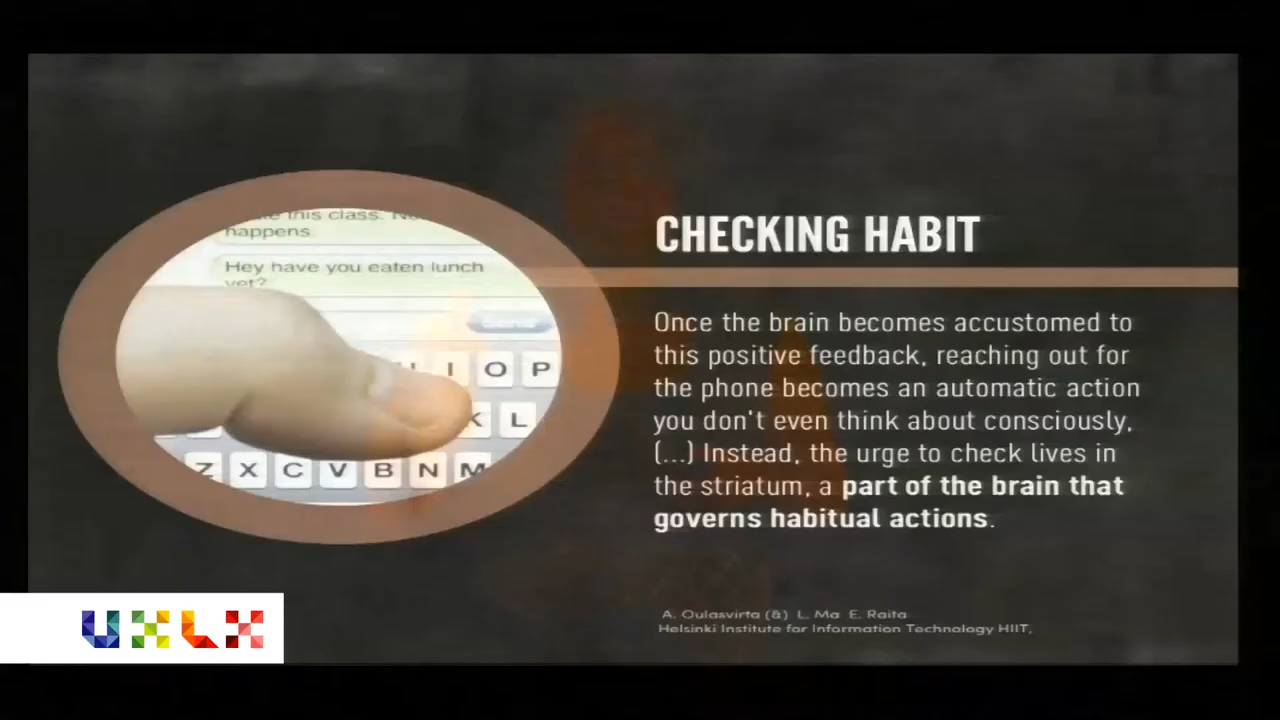 this class.
happens.
Hey have you eaten lunch
yet?
I O P
K L
Z X C V B N M
CHECKING HABIT
Once the brain becomes accustomed to
this positive feedback, reaching out for
the phone becomes an automatic action
you don't even think about consciously,
(...) Instead, the urge to check lives in
the striatum, a part of the brain that
governs habitual actions.
A. Oulasvirta (&) L. Ma E. Raita
Helsinki Institute for Information Technology HIIT,
UXLX